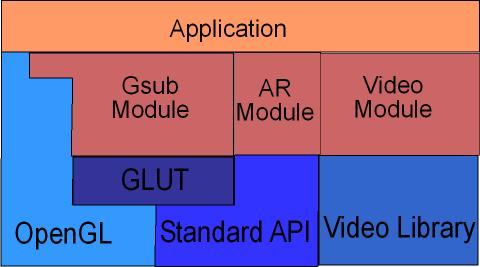 Application
Gsub
Module
AR
Module
Video
Module
GLUT
OpenGL
Standard API
Video Library